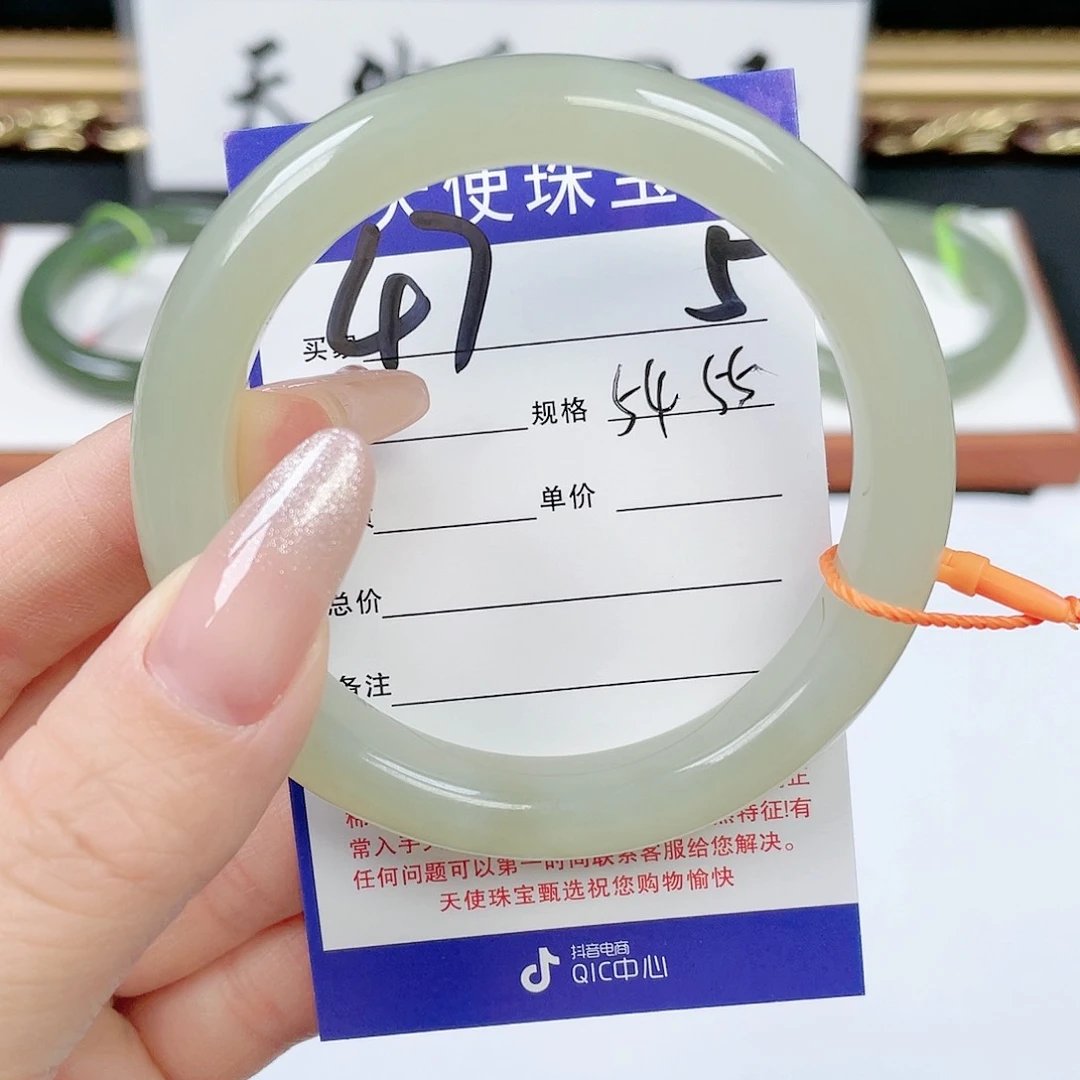 天
天使珠宝
47 5
买家
规格 54 55
单价
总价
备注
特征!有
常入手
任何问题可以第一时间联系客服给您解决。
天使珠宝甄选祝您购物愉快
抖音电商
QIC中心